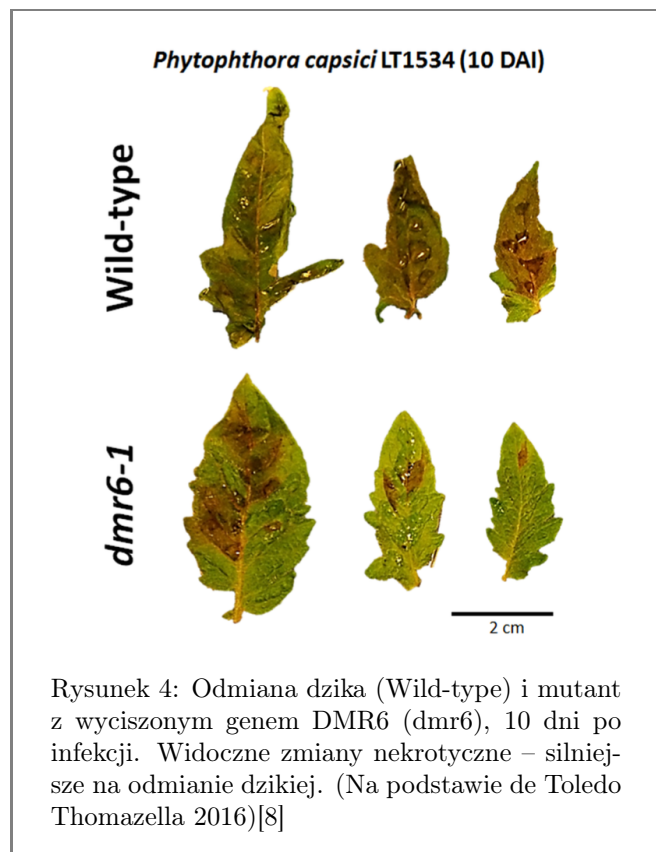 Phytophthora capsici LT1534 (10 DAI)
Wild-type
dmr6-1
2 cm
Rysunek 4: Odmiana dzika (Wild-type) i mutant
z wyciszonym genem DMR6 (dmr6), 10 dni po
infekcji. Widoczne zmiany nekrotyczne – silniej-
sze na odmianie dzikiej. (Na podstawie de Toledo
Thomazella 2016)[8]